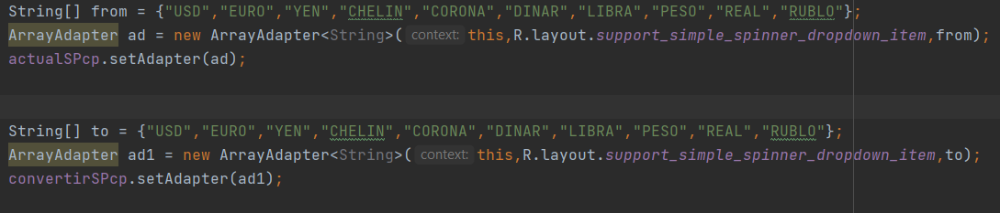 String[] from = {"USD","EURO","YEN","CHELIN","CORONA","DINAR","LIBRA","PESO","REAL","RUBLO"};
ArrayAdapter ad = new ArrayAdapter<String>( context: this,R.layout.support_simple_spinner_dropdown_item,from);
actualSPcp.setAdapter(ad);
String[] to = {"USD","EURO","YEN","CHELIN","CORONA","DINAR","LIBRA","PESO","REAL","RUBLO"};
ArrayAdapter ad1 = new ArrayAdapter<String>( context: this,R.layout.support_simple_spinner_dropdown_item,to);
convertirSPcp.setAdapter(ad1);